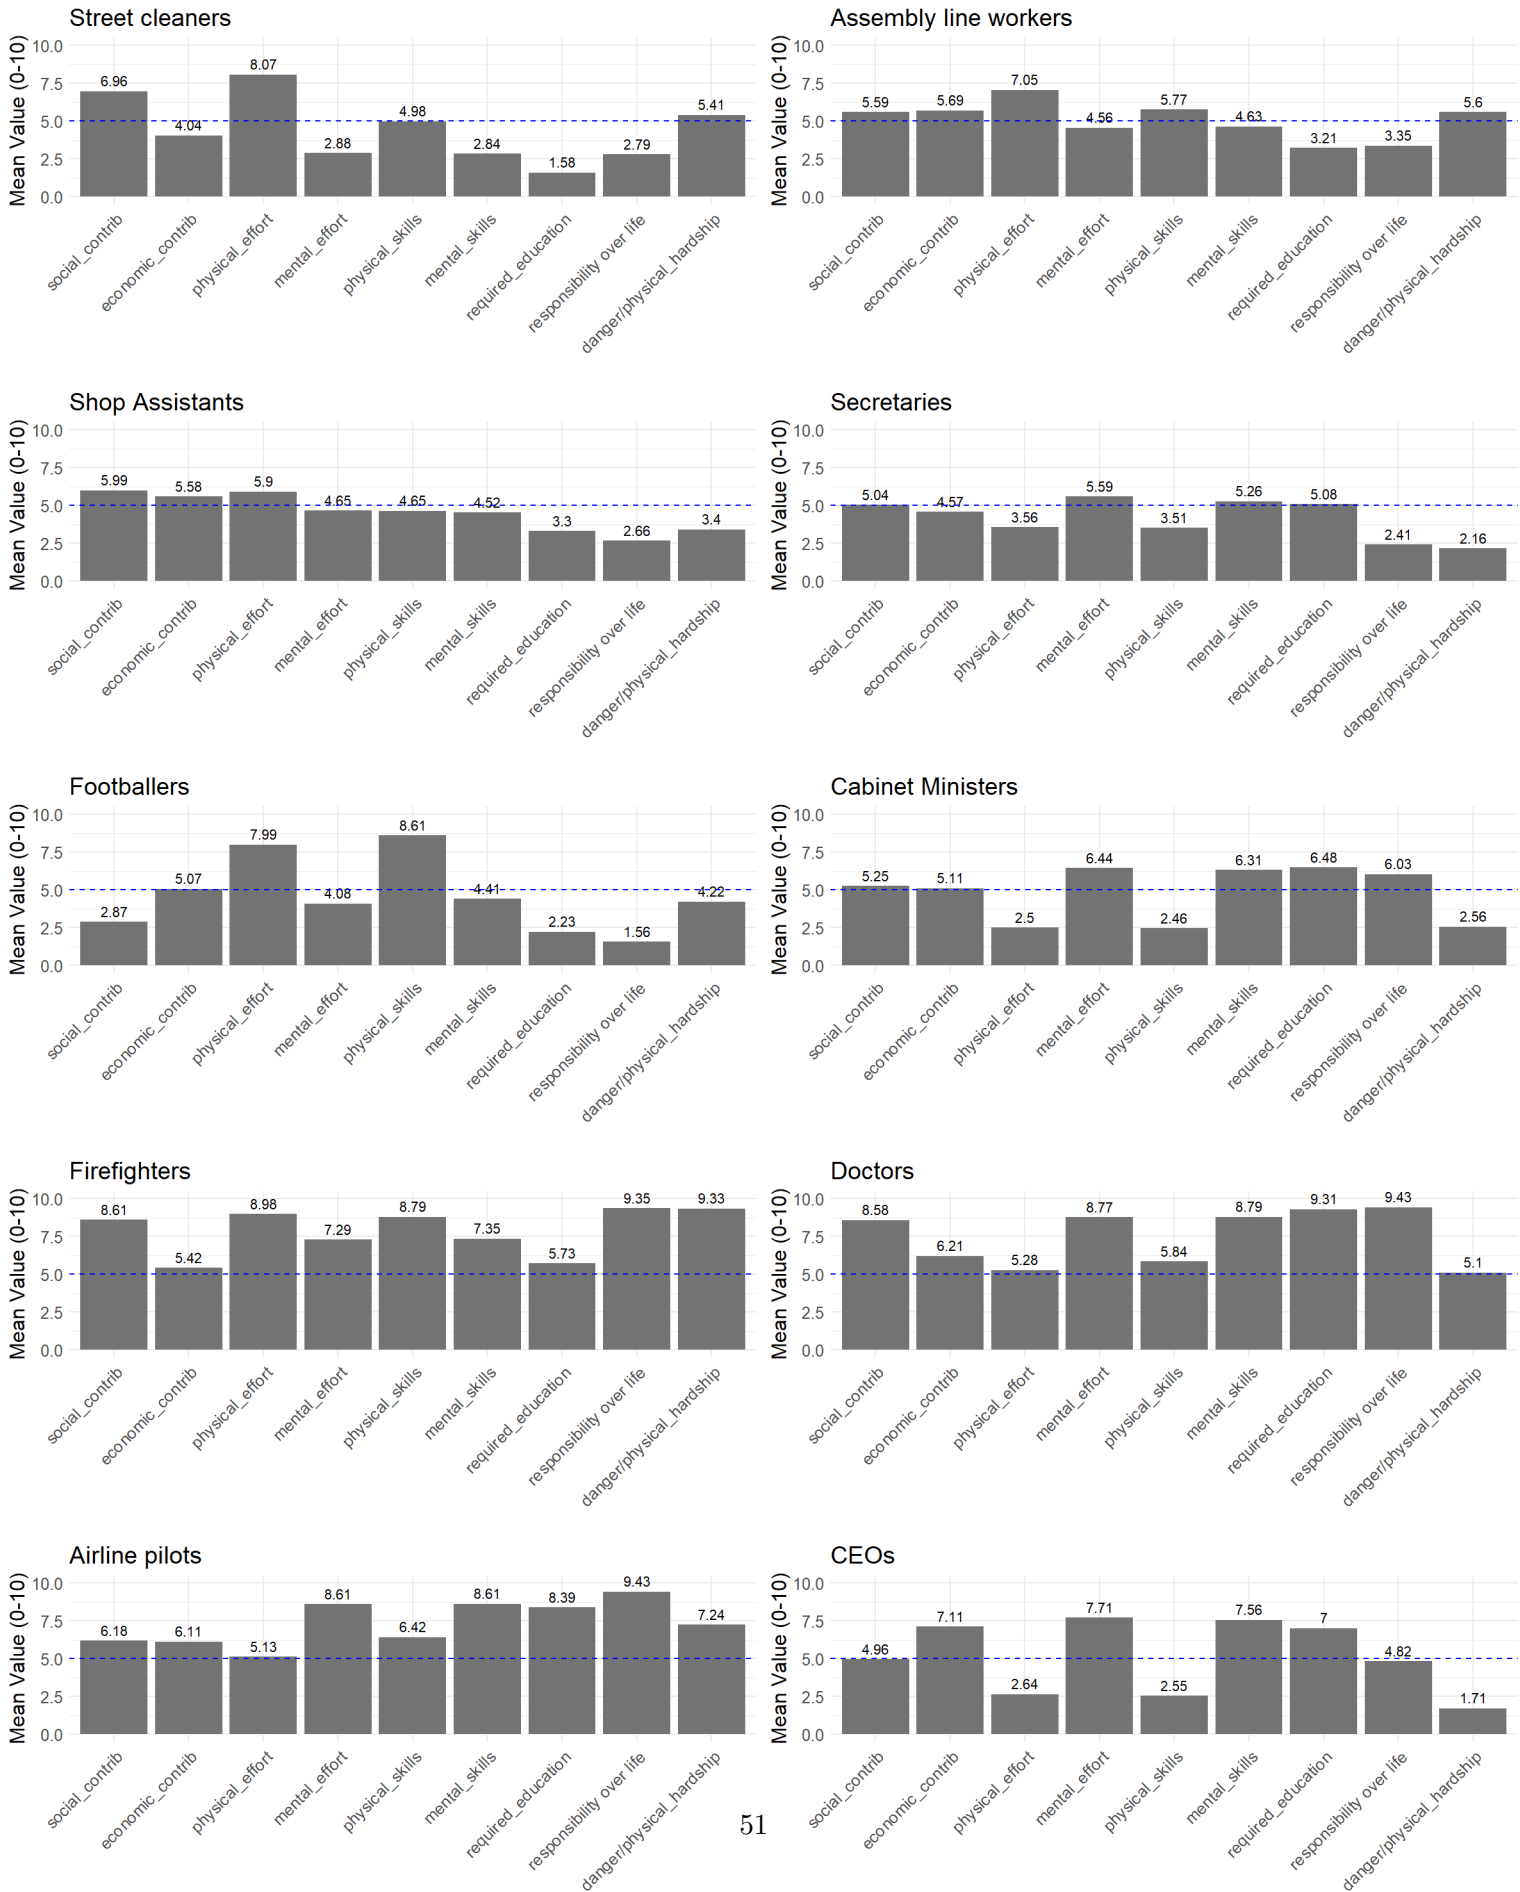 Street cleaners
Mean Value (0-10)
10.0
7.5
5.0
2.5
0.0
6.96
4.04
8.07
2.88
4.98
2.84
1.58
2.79
5.41
social_contrib
economic_contrib
physical_effort
mental_effort
physical_skills
mental_skills
required_education
responsibility over life
danger/physical_hardship
Assembly line workers
Mean Value (0-10)
10.0
7.5
5.0
2.5
0.0
5.59
5.69
7.05
4.56
5.77
4.63
3.21
3.35
5.6
social_contrib
economic_contrib
physical_effort
mental_effort
physical_skills
mental_skills
required_education
responsibility over life
danger/physical_hardship
Shop Assistants
Mean Value (0-10)
10.0
7.5
5.0
2.5
0.0
5.99
5.58
5.9
4.65
4.65
4.52
3.3
2.66
3.4
social_contrib
economic_contrib
physical_effort
mental_effort
physical_skills
mental_skills
required_education
responsibility over life
danger/physical_hardship
Secretaries
Mean Value (0-10)
10.0
7.5
5.0
2.5
0.0
5.04
4.57
3.56
5.59
3.51
5.26
5.08
2.41
2.16
social_contrib
economic_contrib
physical_effort
mental_effort
physical_skills
mental_skills
required_education
responsibility over life
danger/physical_hardship
Footballers
Mean Value (0-10)
10.0
7.5
5.0
2.5
0.0
2.87
5.07
7.99
4.08
8.61
4.41
2.23
1.56
4.22
social_contrib
economic_contrib
physical_effort
mental_effort
physical_skills
mental_skills
required_education
responsibility over life
danger/physical_hardship
Cabinet Ministers
Mean Value (0-10)
10.0
7.5
5.0
2.5
0.0
5.25
5.11
2.5
6.44
2.46
6.31
6.48
6.03
2.56
social_contrib
economic_contrib
physical_effort
mental_effort
physical_skills
mental_skills
required_education
responsibility over life
danger/physical_hardship
Firefighters
Mean Value (0-10)
10.0
7.5
5.0
2.5
0.0
8.61
5.42
8.98
7.29
8.79
7.35
5.73
9.35
9.33
social_contrib
economic_contrib
physical_effort
mental_effort
physical_skills
mental_skills
required_education
responsibility over life
danger/physical_hardship
Doctors
Mean Value (0-10)
10.0
7.5
5.0
2.5
0.0
8.58
6.21
5.28
8.77
5.84
8.79
9.31
9.43
5.1
social_contrib
economic_contrib
physical_effort
mental_effort
physical_skills
mental_skills
required_education
responsibility over life
danger/physical_hardship
Airline pilots
Mean Value (0-10)
10.0
7.5
5.0
2.5
0.0
6.18
6.11
5.13
8.61
6.42
8.61
8.39
9.43
7.24
social_contrib
economic_contrib
physical_effort
mental_effort
physical_skills
mental_skills
required_education
responsibility over life
danger/physical_hardship
CEOs
Mean Value (0-10)
10.0
7.5
5.0
2.5
0.0
4.96
7.11
2.64
7.71
2.55
7.56
7
4.82
1.71
social_contrib
economic_contrib
physical_effort
mental_effort
physical_skills
mental_skills
required_education
responsibility over life
danger/physical_hardship
51